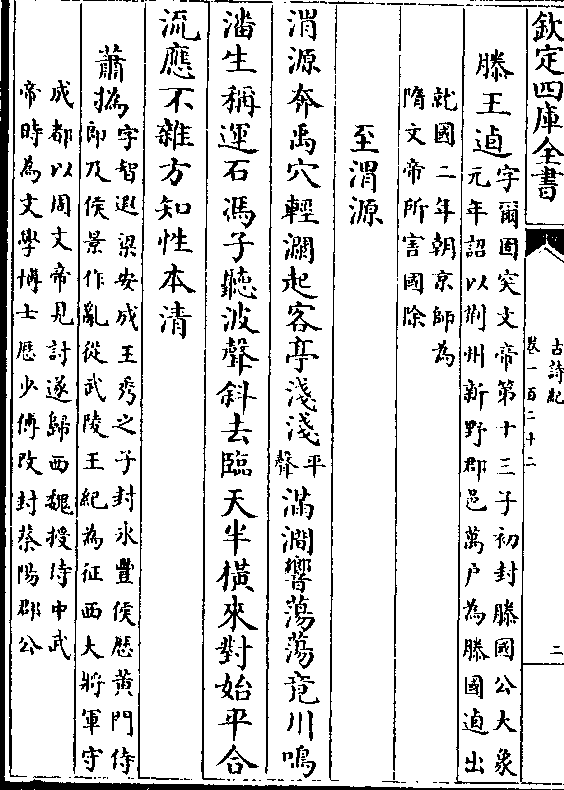 欽定四庫全書
古詩紀
卷一百二十二
二
滕王逌
字爾固突文帝第十三子初封滕國公大象
元年詔以荆州新野郡邑萬户為滕國逌出
就國二年朝京師為
隋文帝所害國除
至渭源
渭源奔禹穴輕瀾起客亭淺淺平聲滿澗響蕩蕩竟川鳴
潘生稱運石馮子聽波聲斜去臨天半横來對始平合
流應不雜方知性本清
蕭撝
字智遐梁安成王秀之子封永豐侯歴黄門侍
郎及侯景作亂從武陵王紀為征西大將軍守
成都以周文帝見討遂歸西魏授侍中武
帝時為文學博士歴少傅改封蔡陽郡公